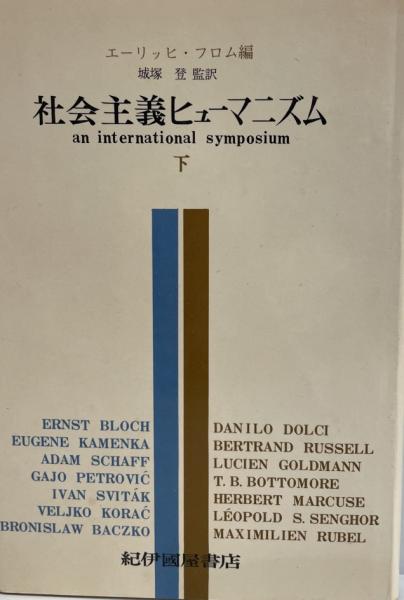 エーリッヒ・フロム編
城塚 登 監訳
社会主義ヒューマニズム
an international symposium
下
ERNST BLOCH
EUGENE KAMENKA
ADAM SCHAFF
GAJO PETROVIĆ
IVAN SVITÁK
VELJKO KORAĆ
BRONISLAW BACZKO
DANILO DOLCI
BERTRAND RUSSELL
LUCIEN GOLDMANN
T. B. BOTTOMORE
HERBERT MARCUSE
LÉOPOLD S. SENGHOR
MAXIMILIEN RUBEL
紀伊國屋書店